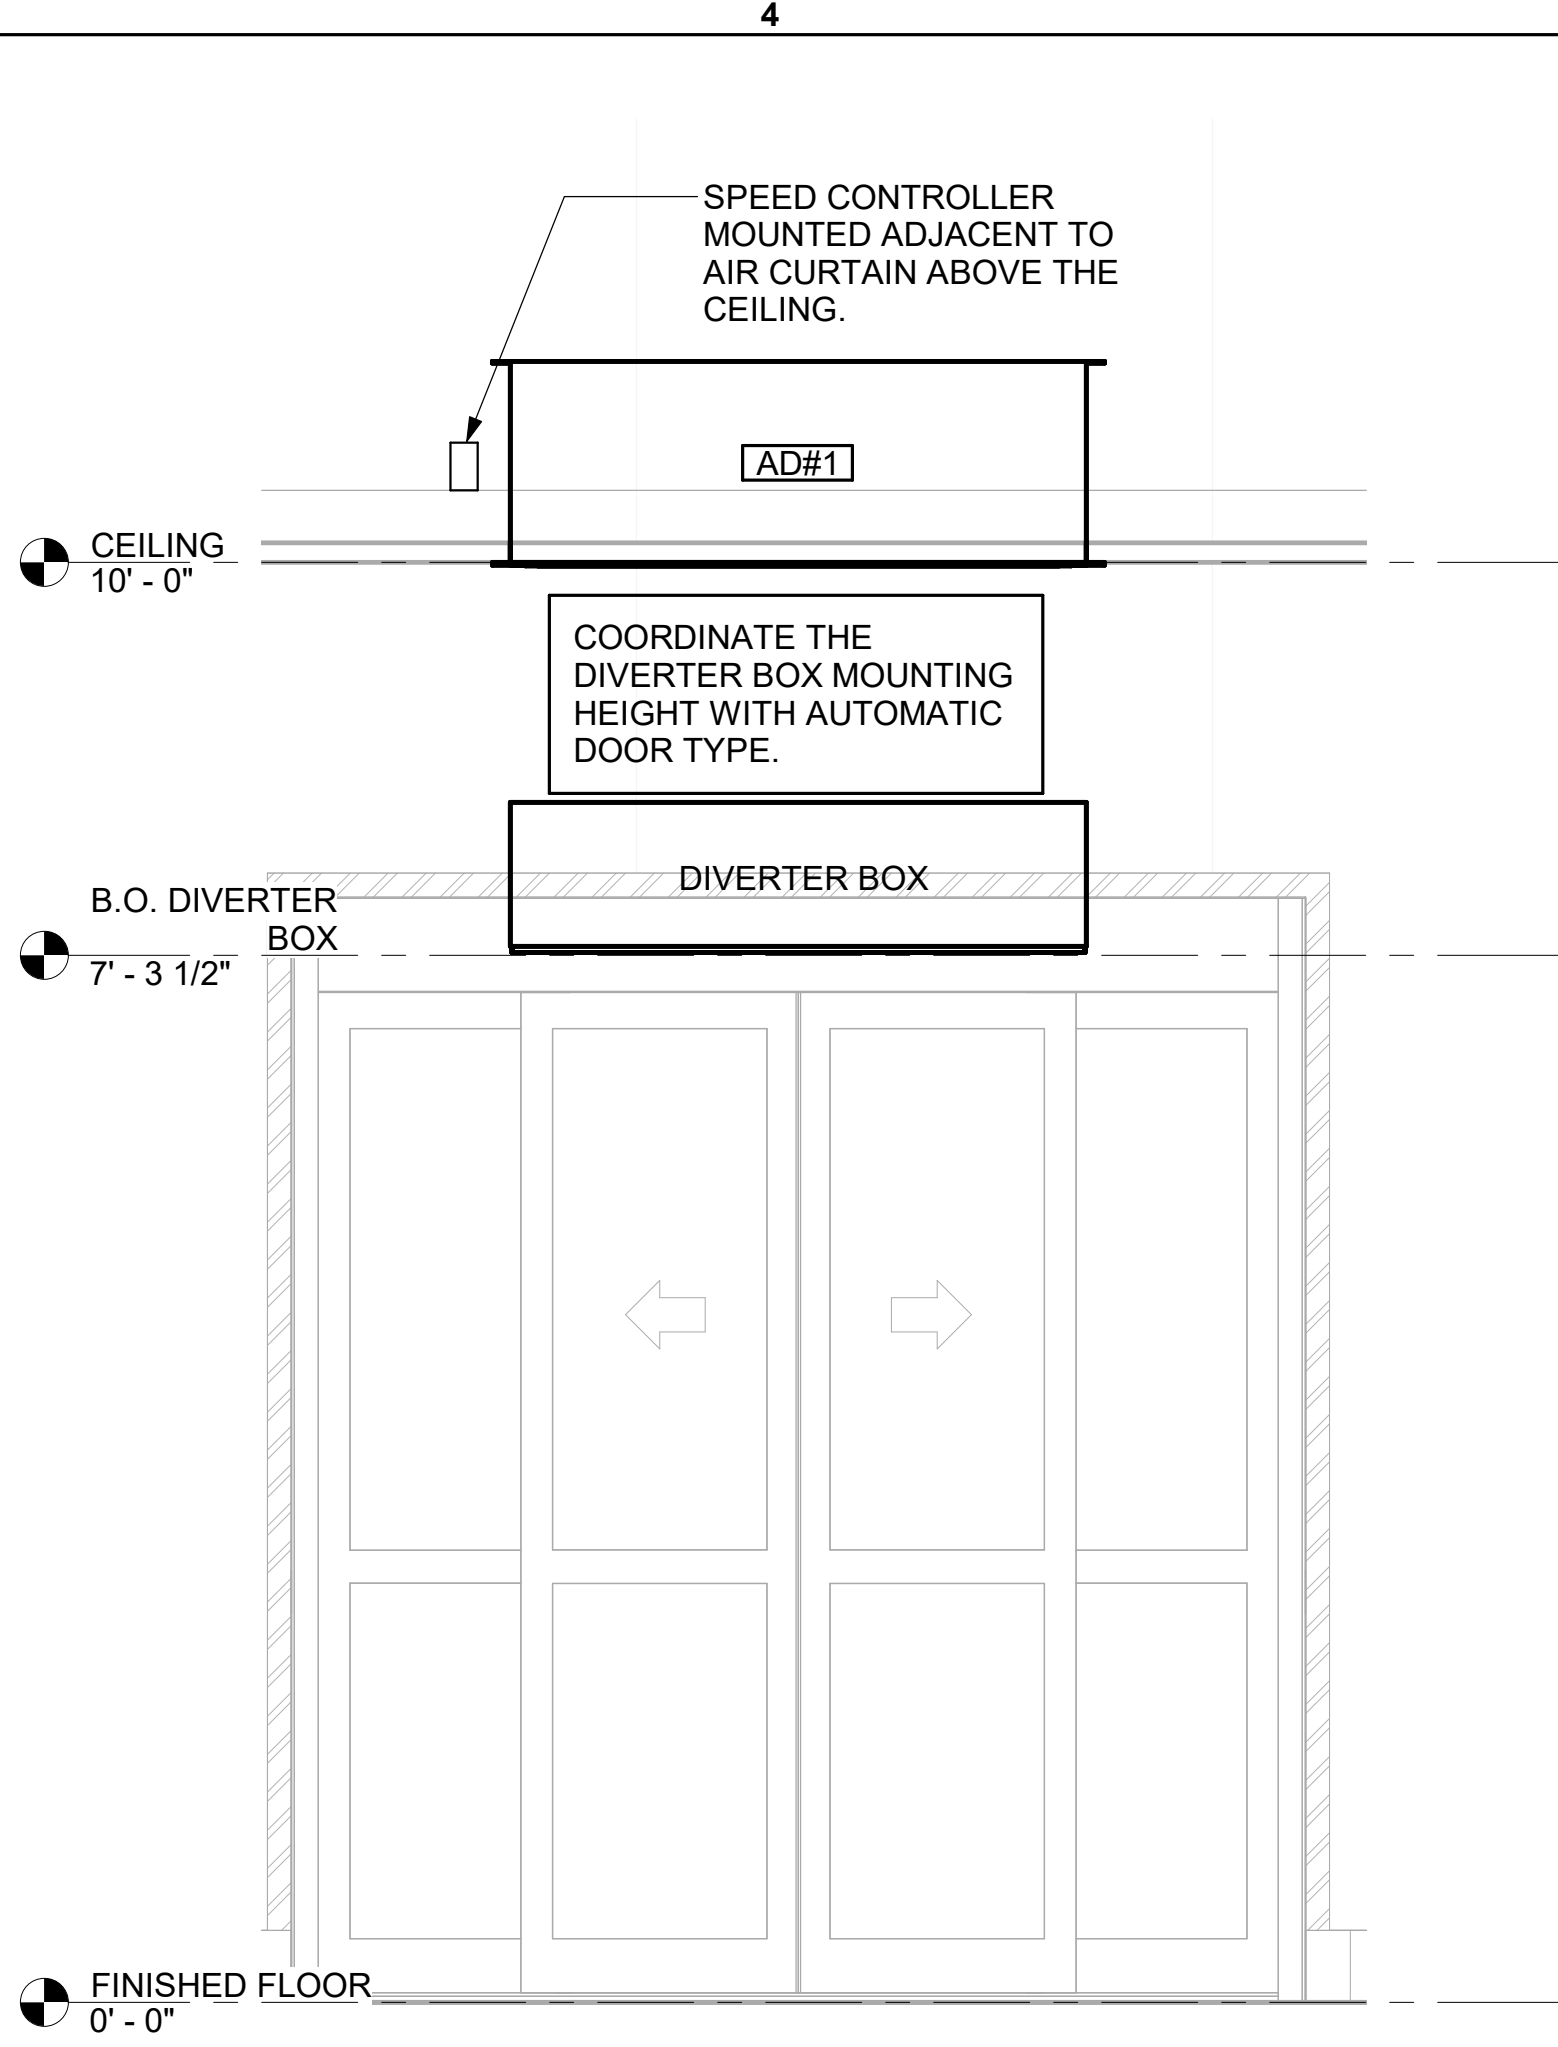 4
SPEED CONTROLLER
MOUNTED ADJACENT TO
AIR CURTAIN ABOVE THE
CEILING.
AD#1
CEILING
10' - 0"
COORDINATE THE
DIVERTER BOX MOUNTING
HEIGHT WITH AUTOMATIC
DOOR TYPE.
DIVERTER BOX
B.O. DIVERTER
BOX
7' - 3 1/2"
FINISHED FLOOR
0' - 0"